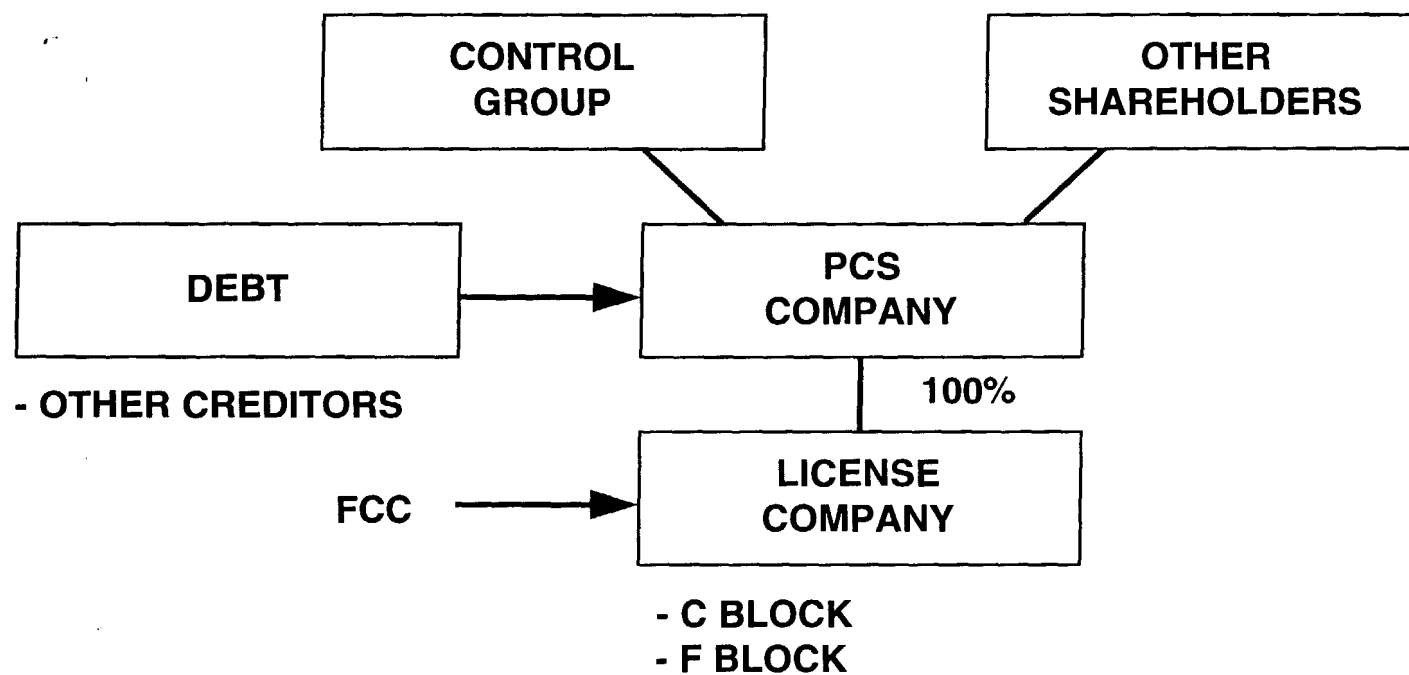 CONTROL
GROUP
OTHER
SHAREHOLDERS
DEBT
PCS
COMPANY
- OTHER CREDITORS
100%
FCC
LICENSE
COMPANY
- C BLOCK
- F BLOCK